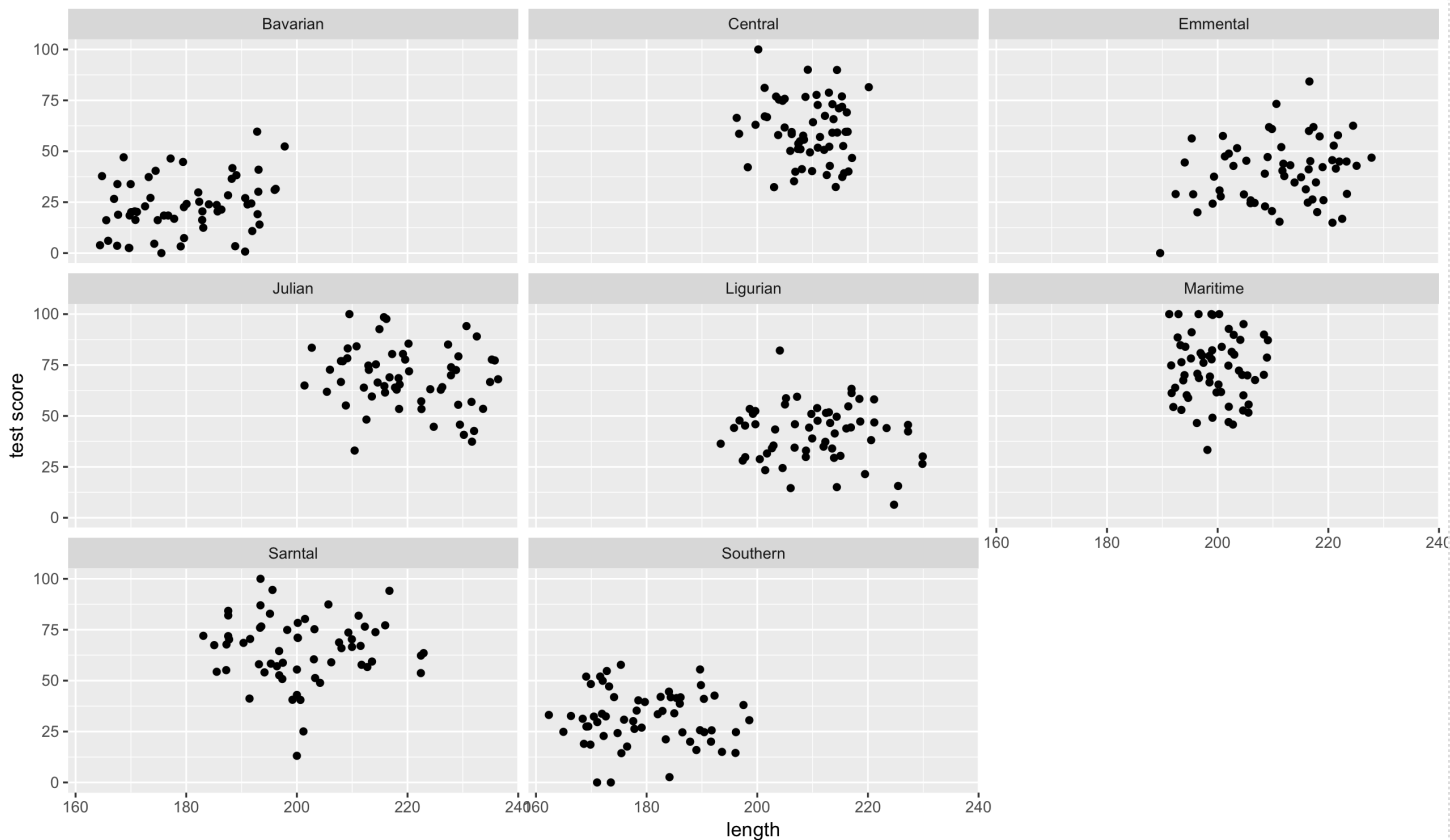 Bavarian Central Emmental
100
75
50
25
0
Julian Ligurian Maritime
100
75
50
25
0
160 180 200 220 240
Sarntal Southern
100
75
50
25
0
160 180 200 220 240 160 180 200 220 240
test score
length